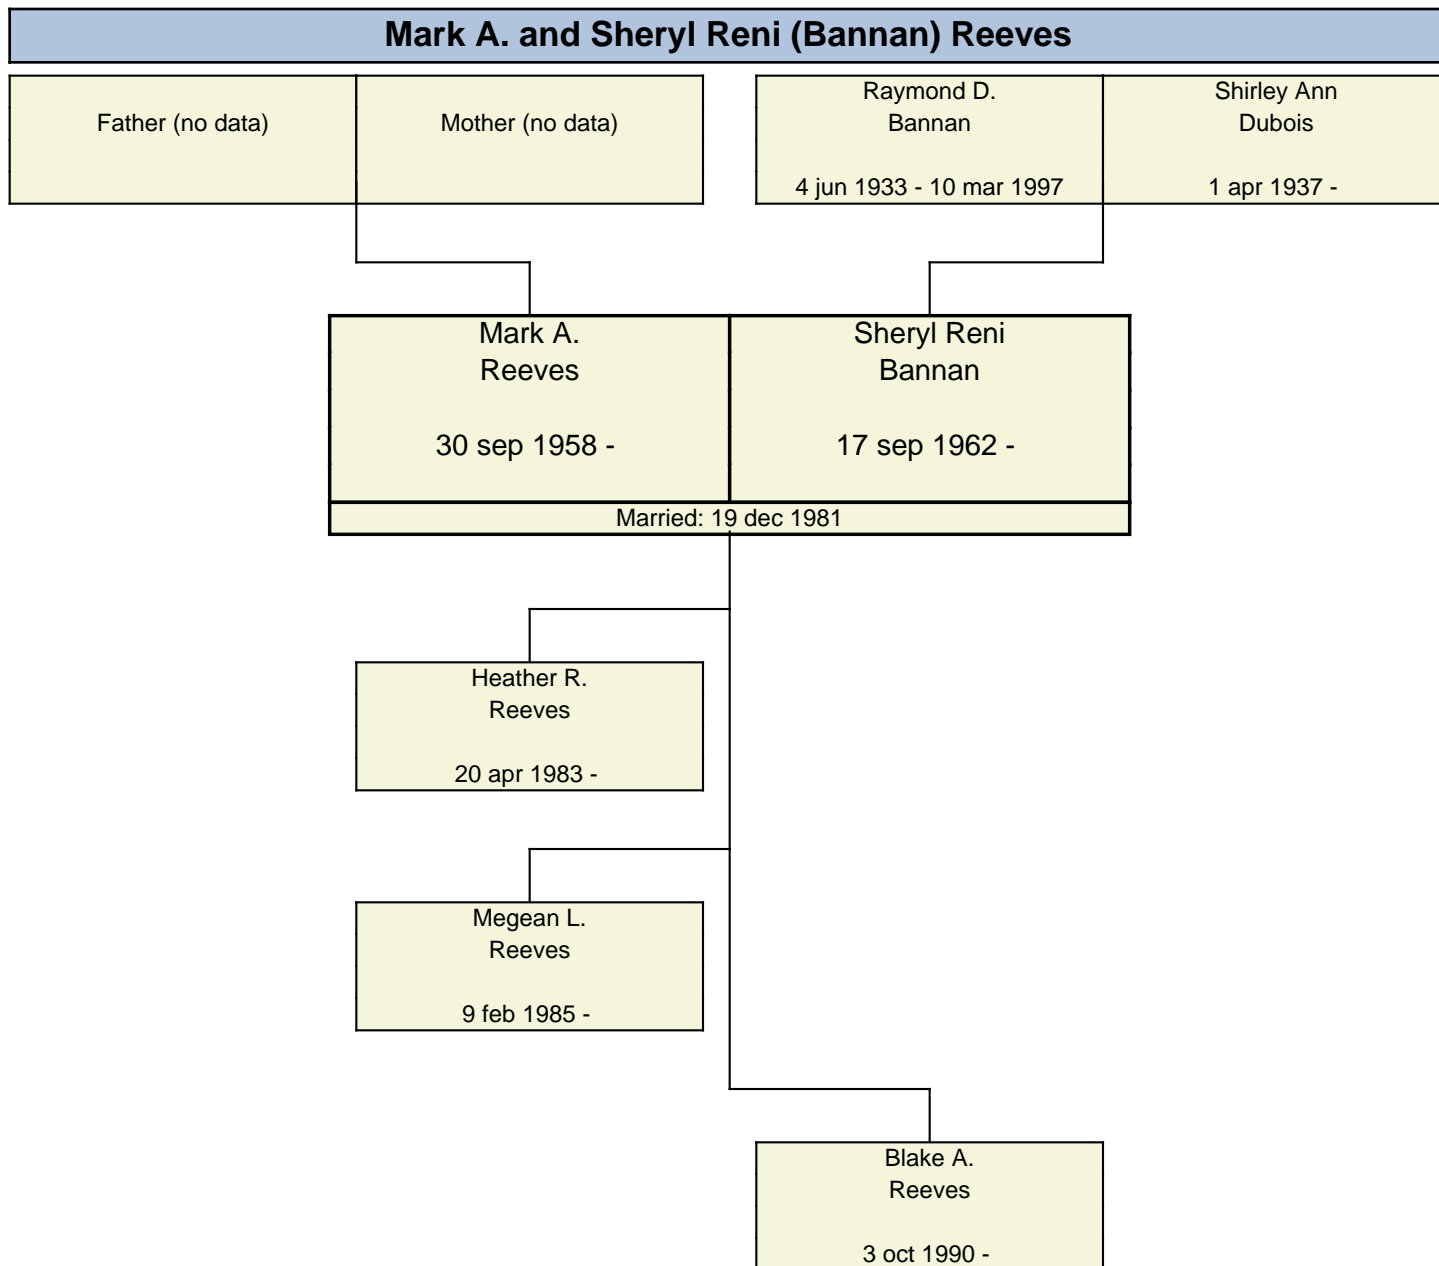 Mark A. and Sheryl Reni (Bannan) Reeves
Father (no data)
Mother (no data)
Raymond D.
Bannan
4 jun 1933 - 10 mar 1997
Shirley Ann
Dubois
1 apr 1937 -
Mark A.
Reeves
30 sep 1958 -
Sheryl Reni
Bannan
17 sep 1962 -
Married: 19 dec 1981
Heather R.
Reeves
20 apr 1983 -
Megean L.
Reeves
9 feb 1985 -
Blake A.
Reeves
3 oct 1990 -